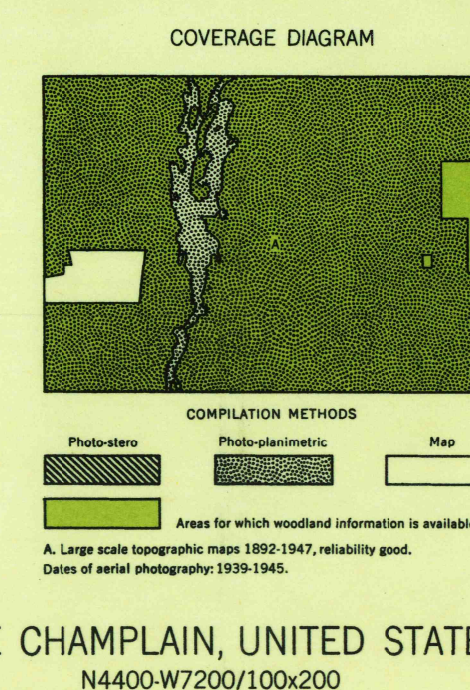 COVERAGE DIAGRAM
A
COMPILATION METHODS
Photo-stero Photo-planimetric Map
Areas for which woodland information is availabl
A. Large scale topographic maps 1892-1947, reliability good.
Dates of aerial photography: 1939-1945.
E CHAMPLAIN, UNITED STATE
N4400-W7200/100x200